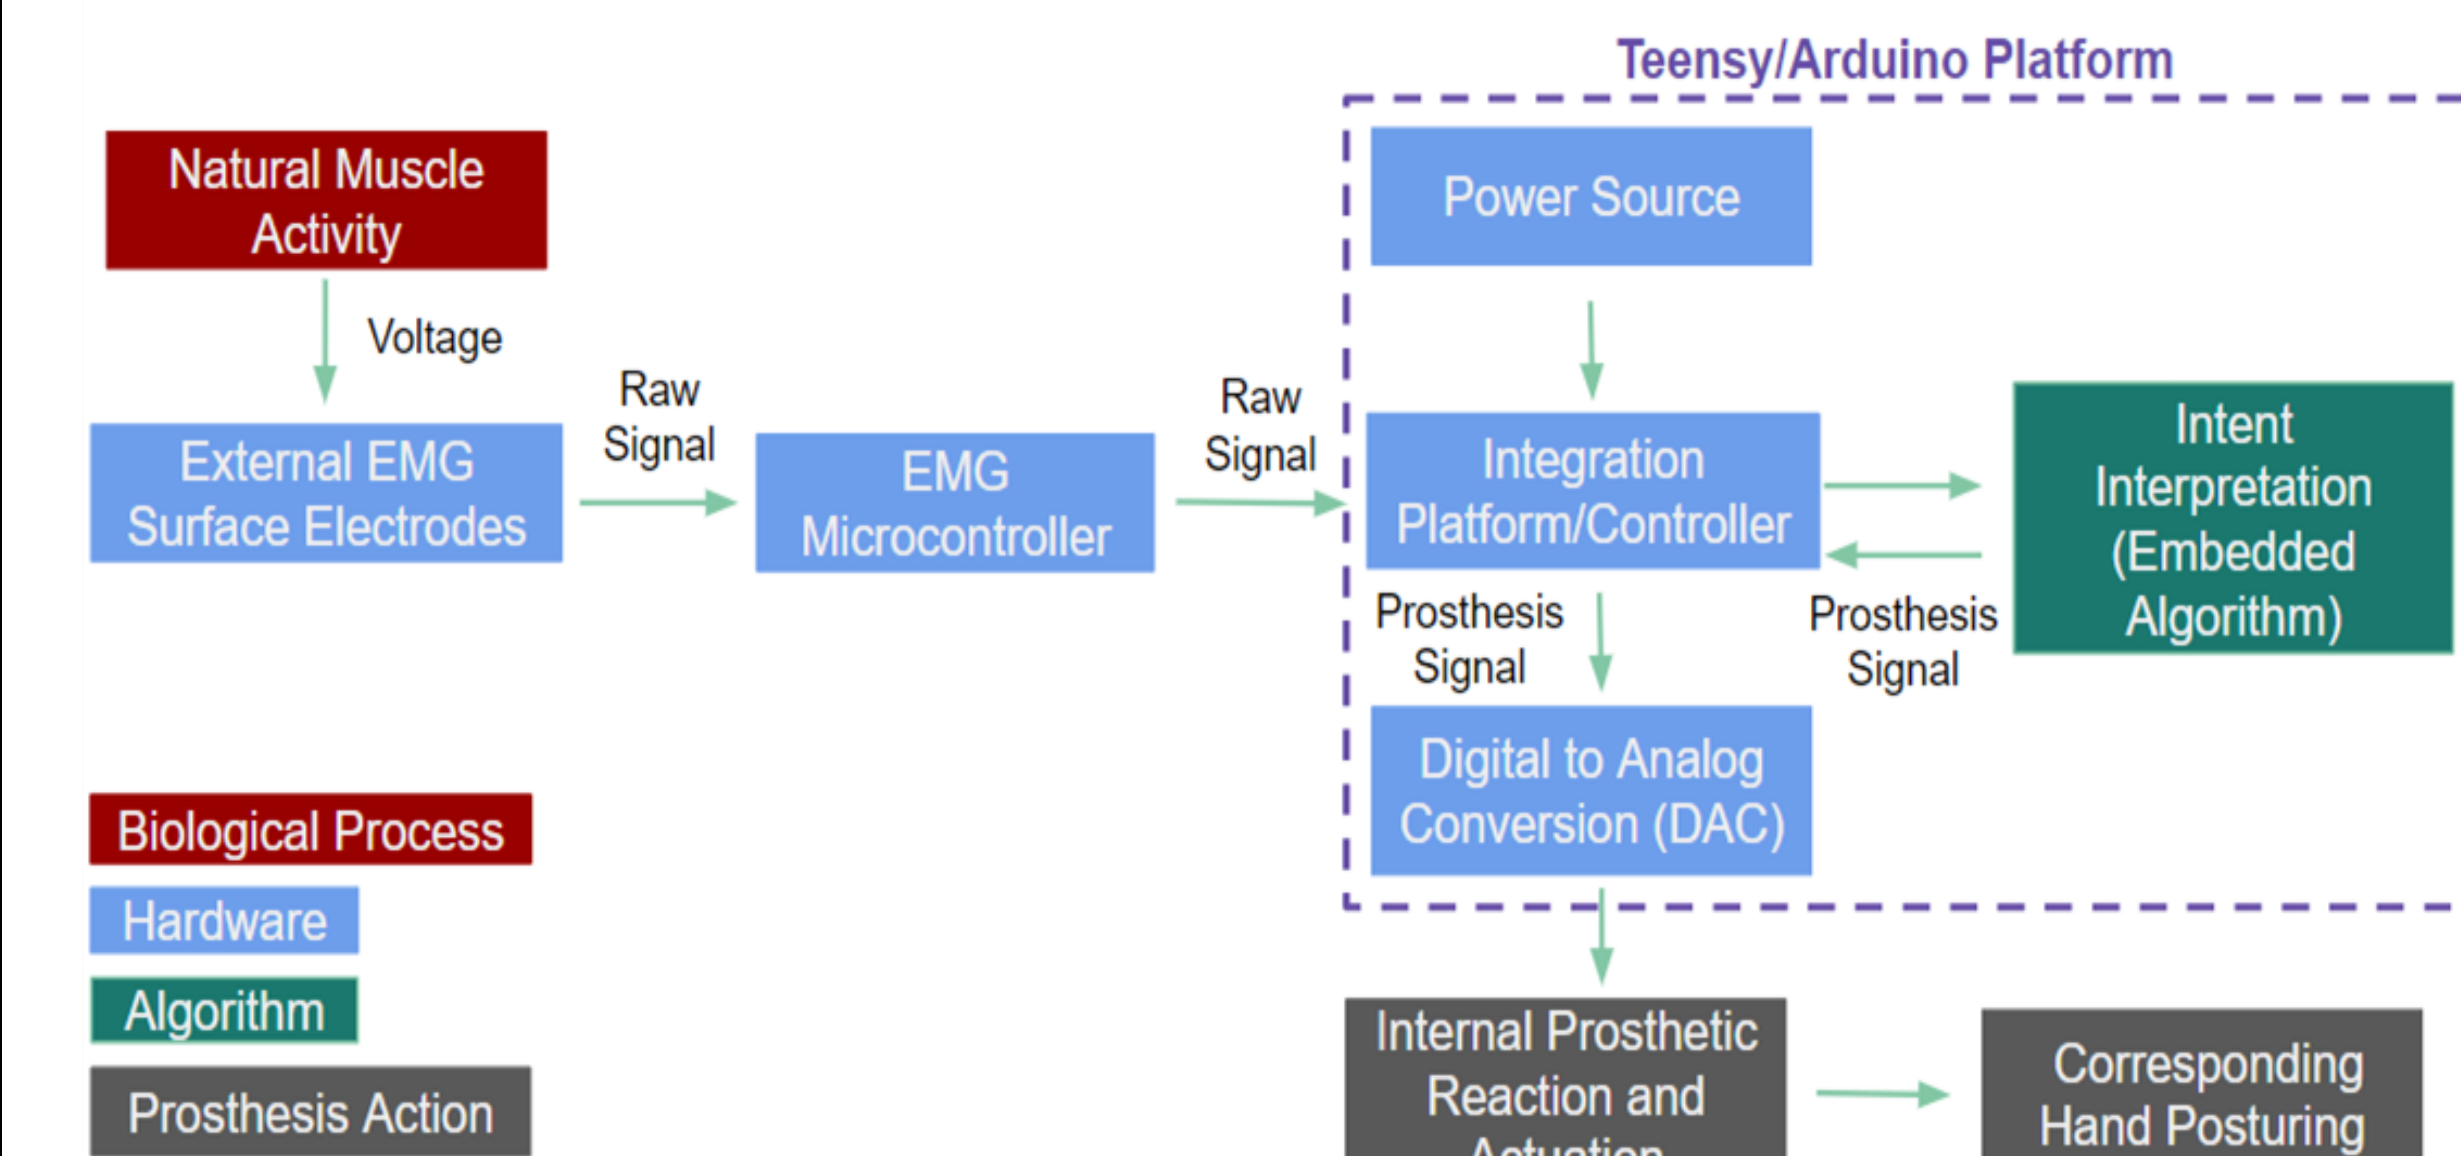 Teensy/Arduino Platform
Natural Muscle
Activity
Power Source
Voltage
Raw
Signal
Raw
Signal
External EMG
Surface Electrodes
EMG
Microcontroller
Integration
Platform/Controller
Intent
Interpretation
(Embedded
Algorithm)
Prosthesis
Signal
Prosthesis
Signal
Digital to Analog
Conversion (DAC)
Biological Process
Hardware
Algorithm
Prosthesis Action
Internal Prosthetic
Reaction and
Actuation
Corresponding
Hand Posturing